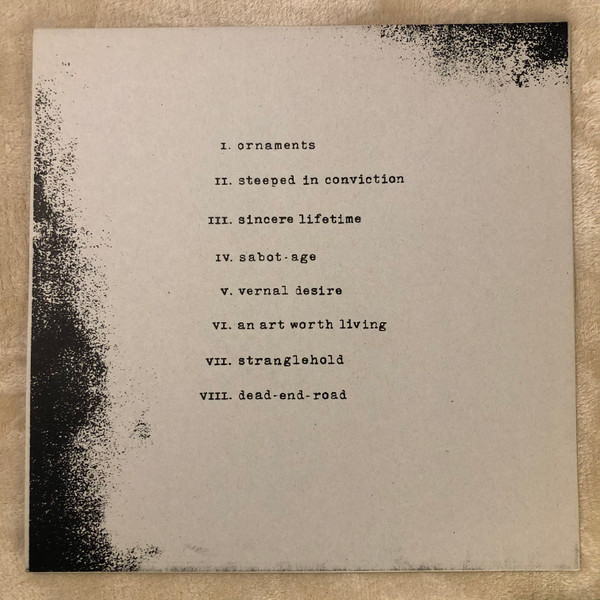 I. ornaments
II. steeped in conviction
III. sincere lifetime
IV. sabot-age
V. vernal desire
VI. an art worth living
VII. stranglehold
VIII. dead-end-road